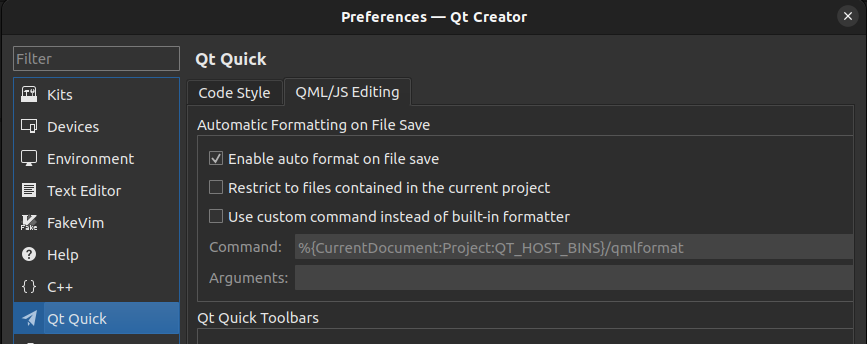 Preferences — Qt Creator
Filter
Qt Quick
Kits
Devices
Environment
Text Editor
FakeVim
Help
C++
Qt Quick
Code Style
QML/JS Editing
Automatic Formatting on File Save
Enable auto format on file save
Restrict to files contained in the current project
Use custom command instead of built-in formatter
Command: %{CurrentDocument:Project:QT_HOST_BINS}/qmlformat
Arguments:
Qt Quick Toolbars